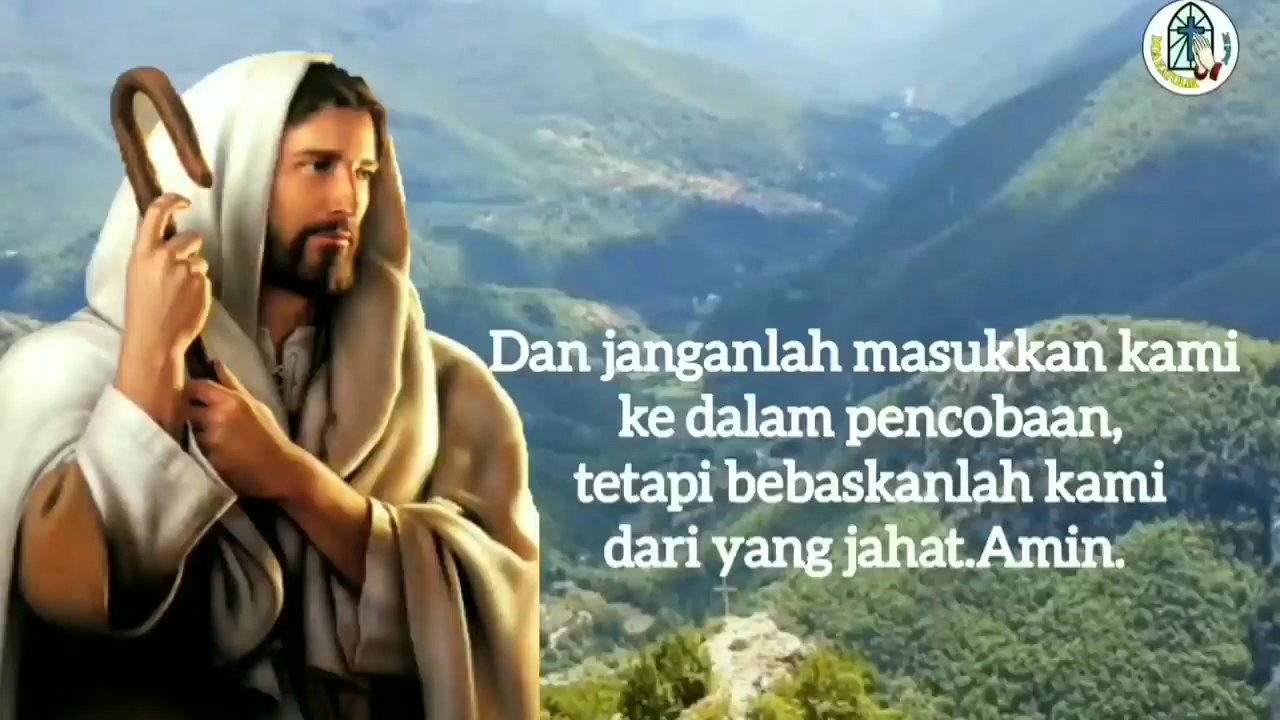 Dan janganlah masukkan kami
ke dalam pencobaan,
tetapi bebaskanlah kami
dari yang jahat.Amin.